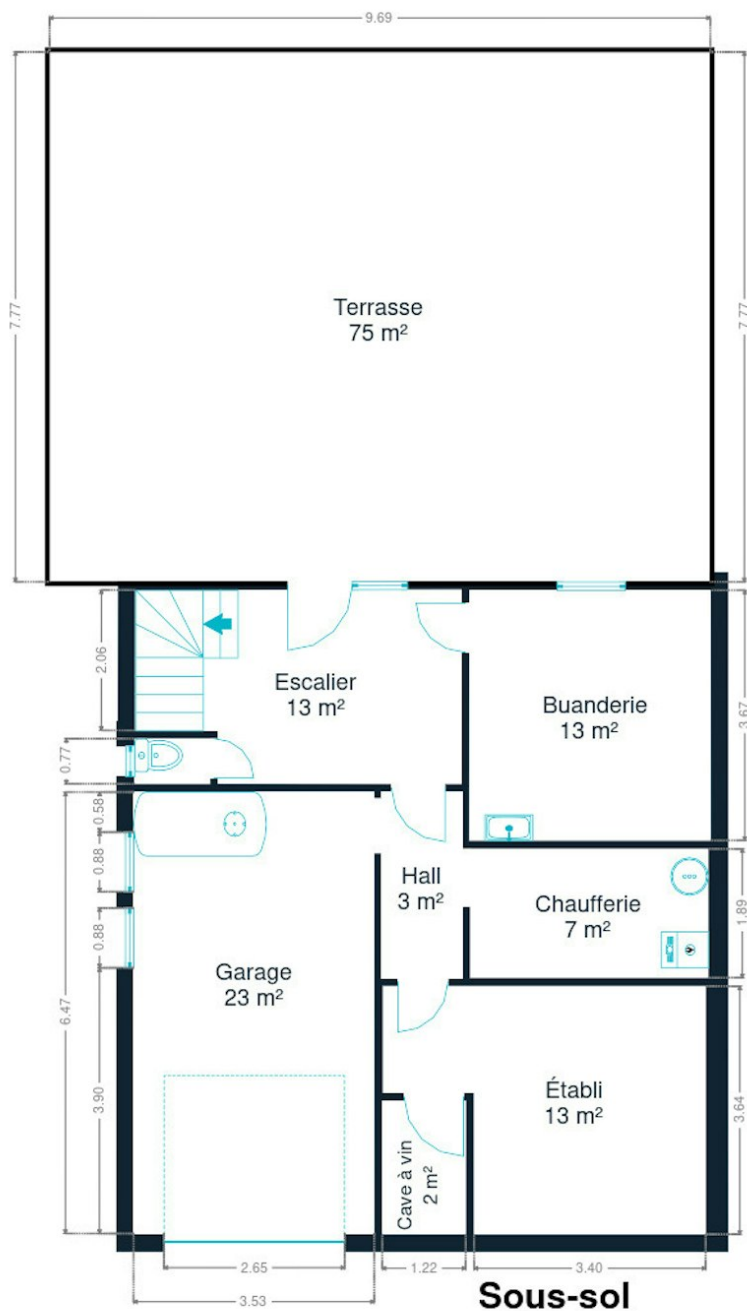 9.69
7.77
7.77
Terrasse
75 m²
2.06
Escalier
13 m²
Buanderie
13 m²
3.67
0.77
0.58
0.88
0.88
Hall
3 m²
Chaufferie
7 m²
1.89
6.47
Garage
23 m²
3.90
Établi
13 m²
3.64
Cave à vin
2 m²
2.65
1.22
3.40
3.53
Sous-sol